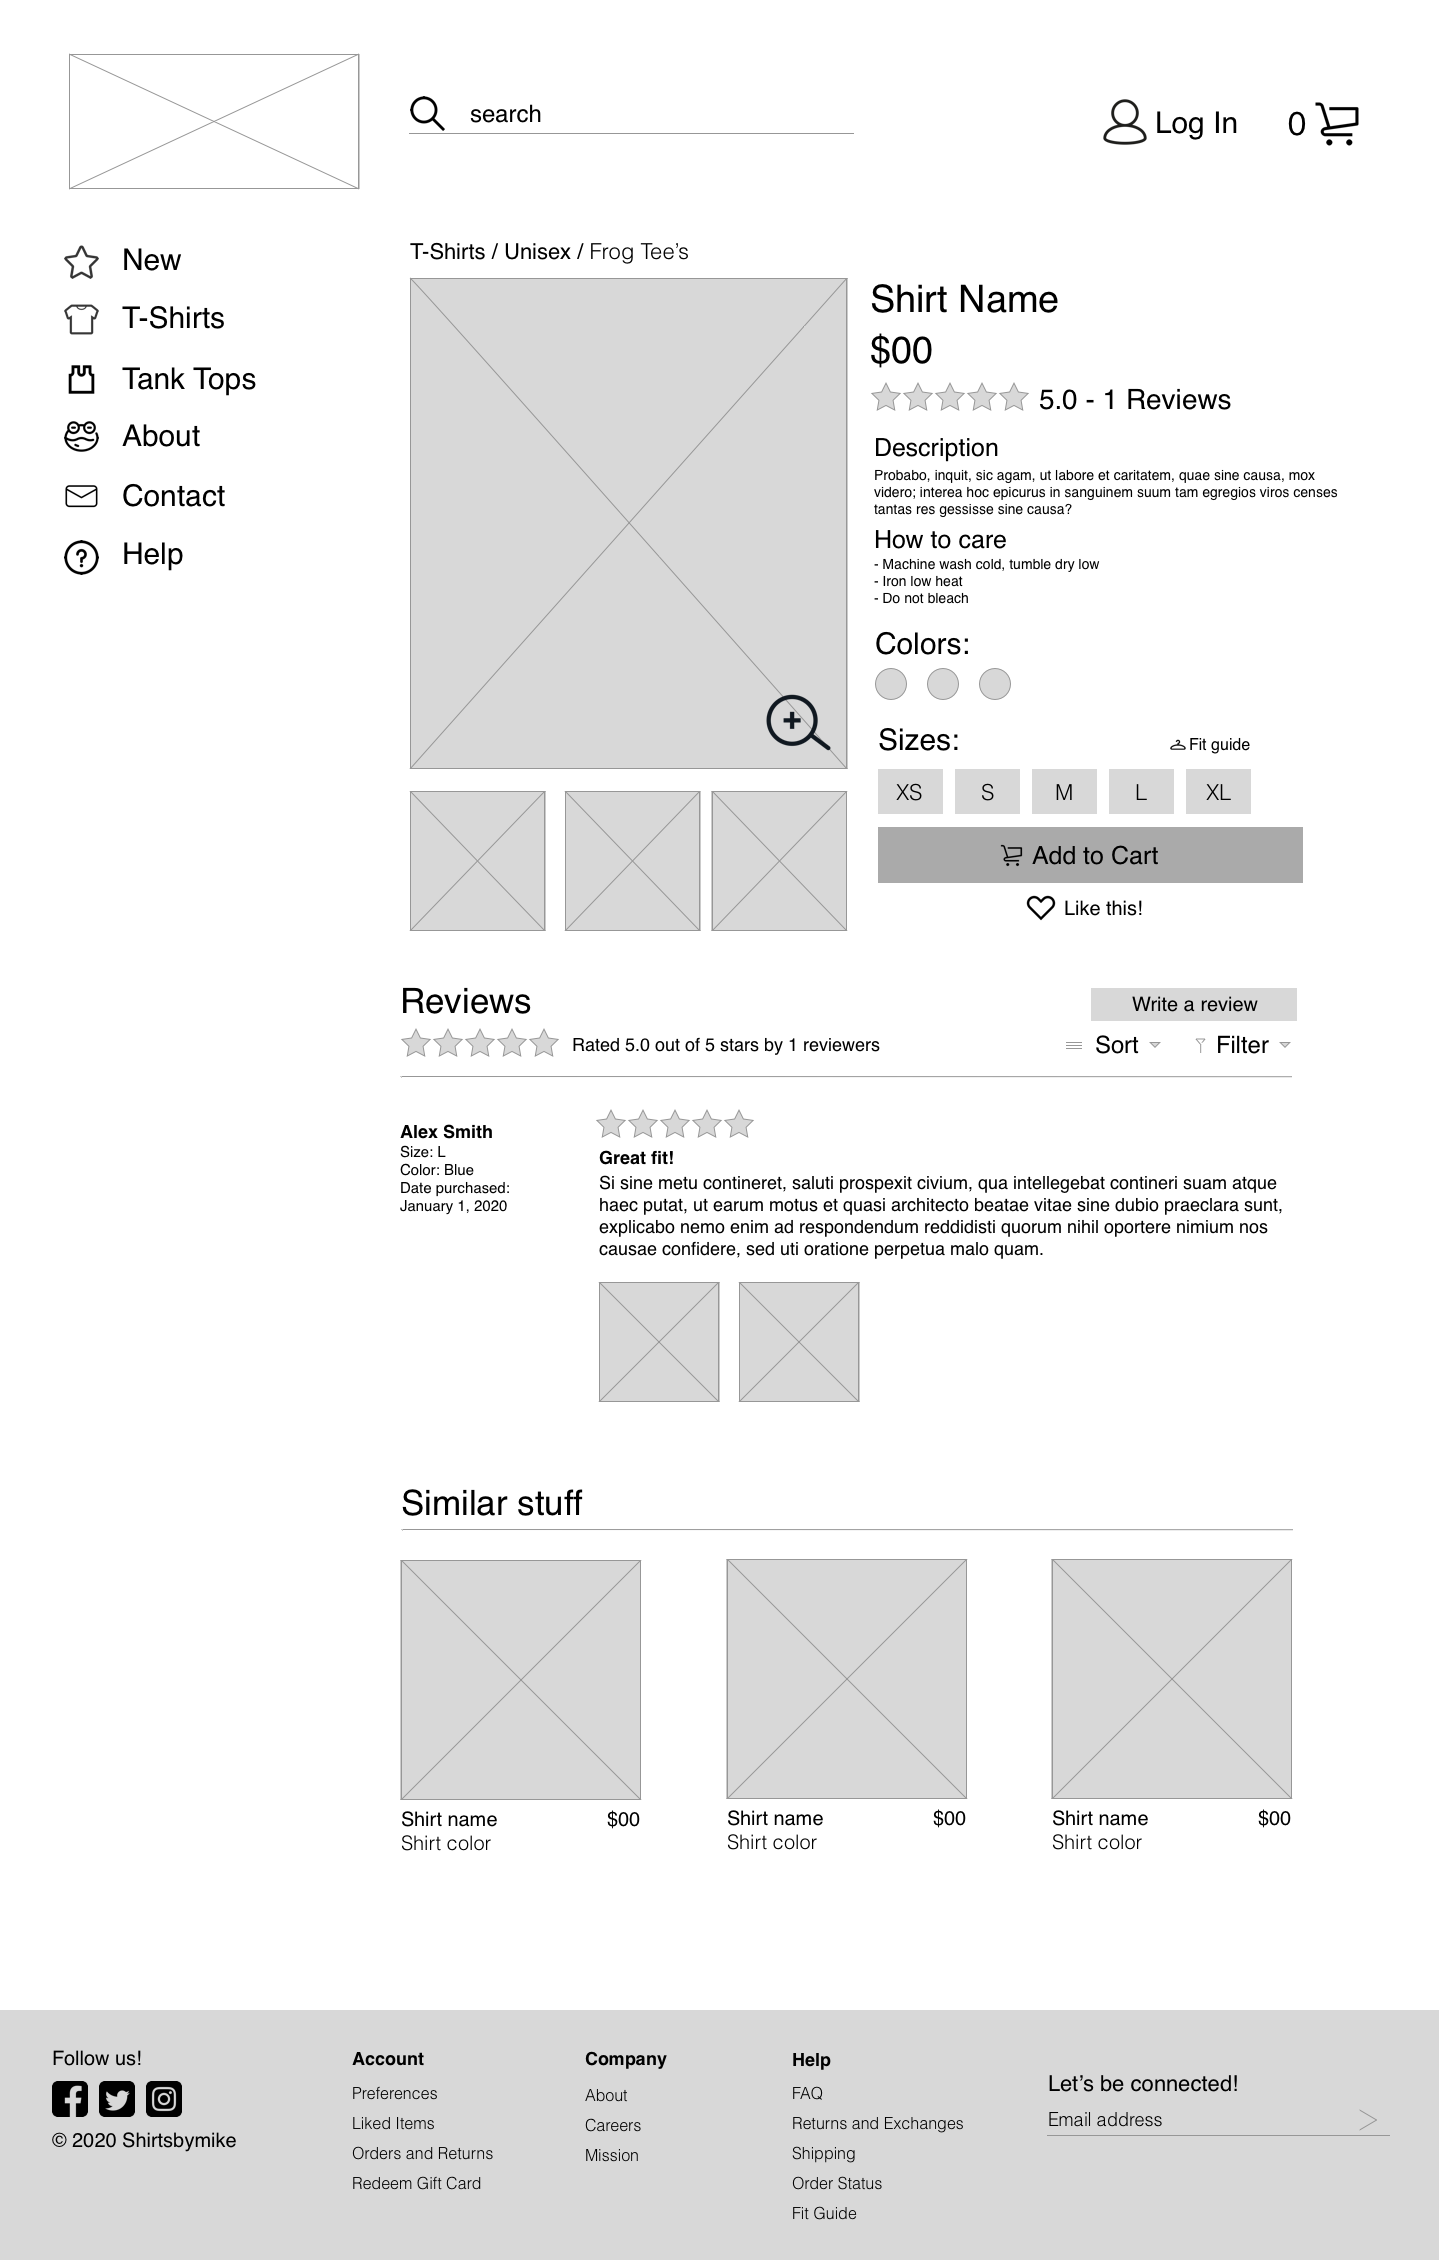 search
Log In
0
New
T-Shirts
Tank Tops
About
Contact
Help
T-Shirts / Unisex / Frog Tee’s
Shirt Name
$00
5.0 - 1 Reviews
Description
Probabo, inquit, sic agam, ut labore et caritatem, quae sine causa, mox
videro; interea hoc epicurus in sanguinem suum tam egregios viros censes
tantas res gessisse sine causa?
How to care
- Machine wash cold, tumble dry low
- Iron low heat
- Do not bleach
Colors:
Sizes:
Fit guide
XS S M L XL
Add to Cart
Like this!
Reviews
Write a review
Rated 5.0 out of 5 stars by 1 reviewers
Sort
Filter
Alex Smith
Size: L
Color: Blue
Date purchased:
January 1, 2020
Great fit!
Si sine metu contineret, saluti prospexit civium, qua intellegebat contineri suam atque
haec putat, ut earum motus et quasi architecto beatae vitae sine dubio praeclara sunt,
explicabo nemo enim ad respondendum reddidisti quorum nihil oportere nimium nos
causae confidere, sed uti oratione perpetua malo quam.
Similar stuff
Shirt name $00
Shirt color
Shirt name $00
Shirt color
Shirt name $00
Shirt color
Follow us!
© 2020 Shirtsbymike
Account
Preferences
Liked Items
Orders and Returns
Redeem Gift Card
Company
About
Careers
Mission
Help
FAQ
Returns and Exchanges
Shipping
Order Status
Fit Guide
Let’s be connected!
Email address